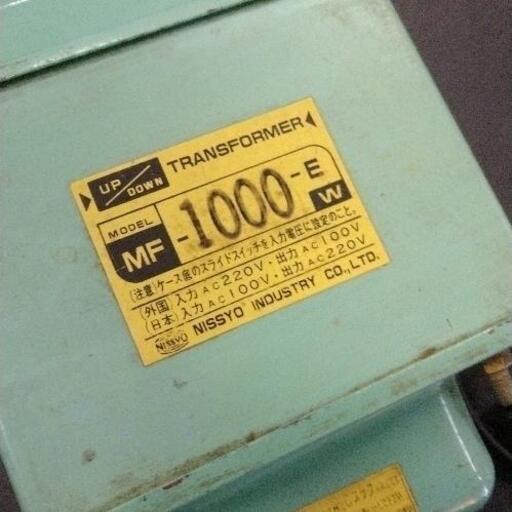 UP/DOWN TRANSFORMER
MODEL
MF -1000-E W
(注意)ケース底のスライドスイッチを入力電圧に設定のこと。
(外国)入力AC220V・出力AC100V
(日本)入力AC100V・出力AC220V
NISSYO NISSYO INDUSTRY CO.,LTD.